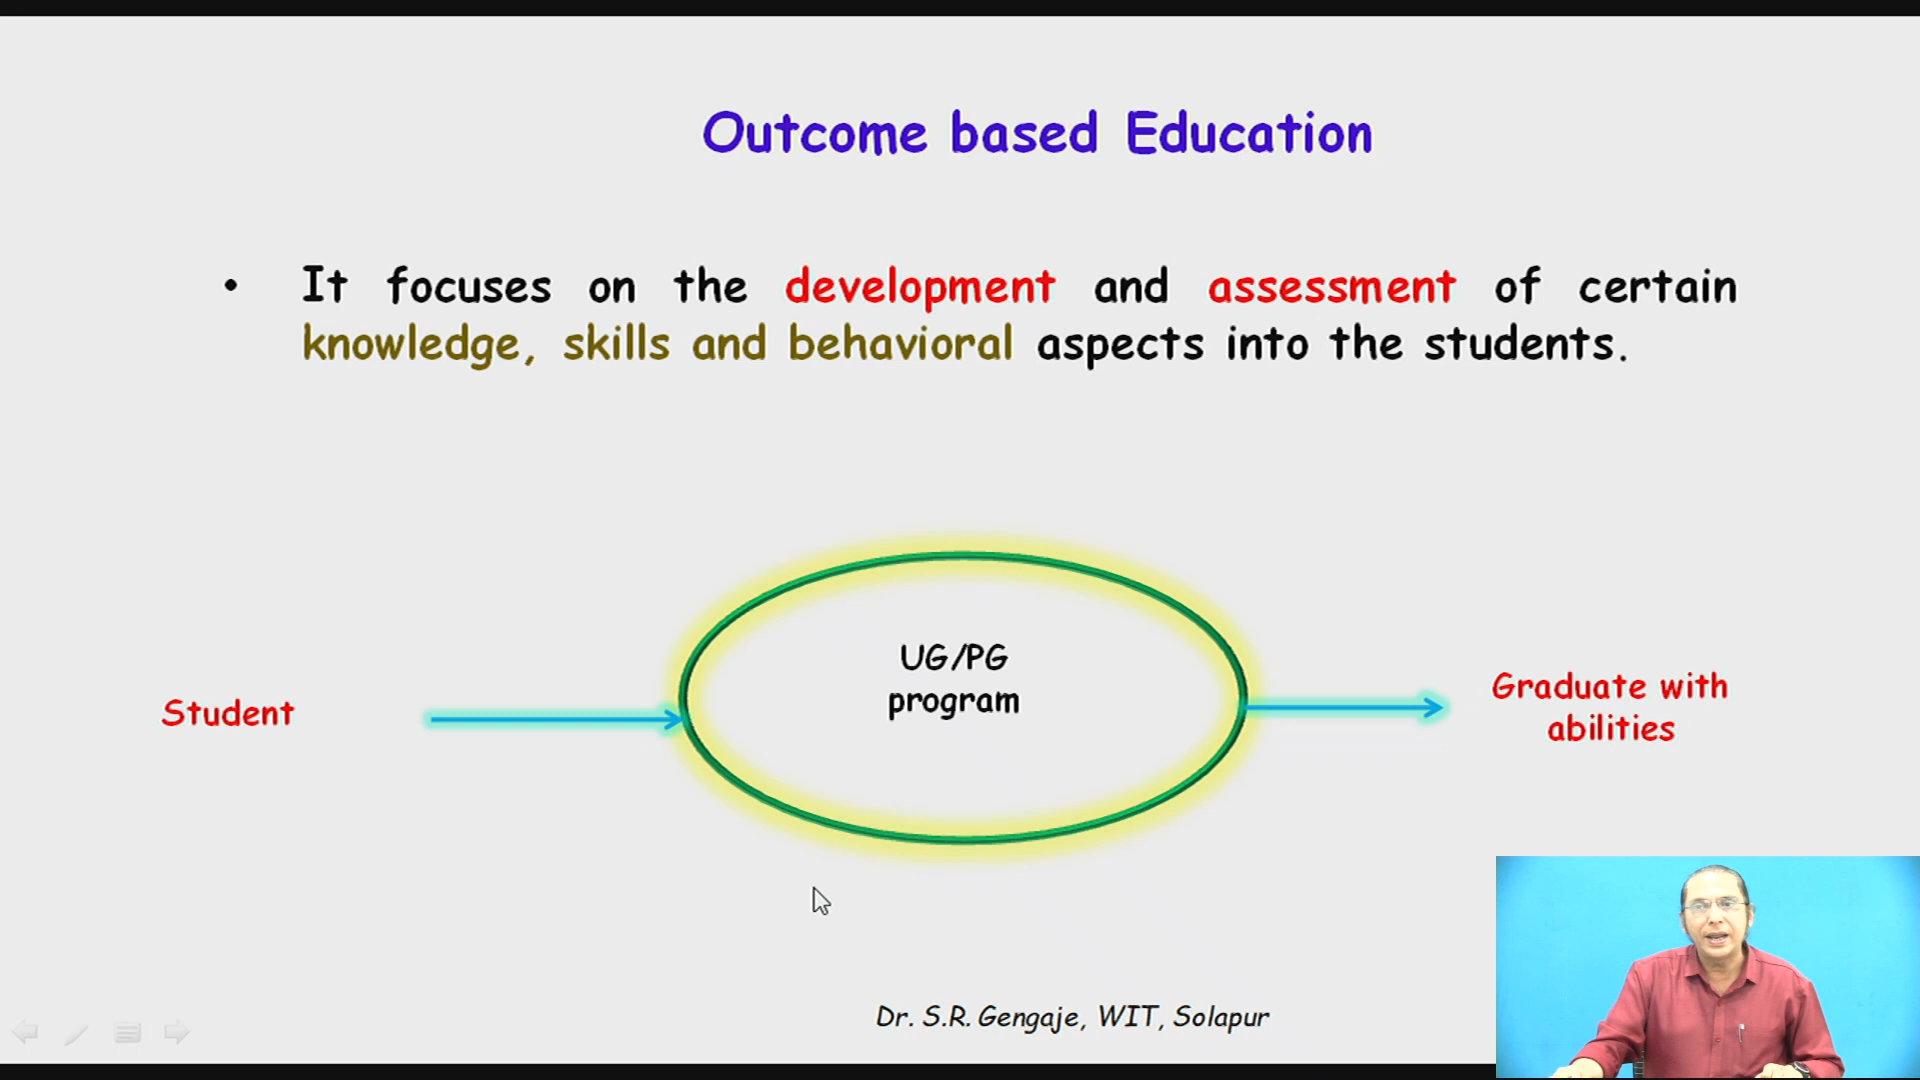 Outcome based Education
• It focuses on the development and assessment of certain
knowledge, skills and behavioral aspects into the students.
UG/PG
program
Student
Graduate with
abilities
Dr. S.R. Gengaje, WIT, Solapur